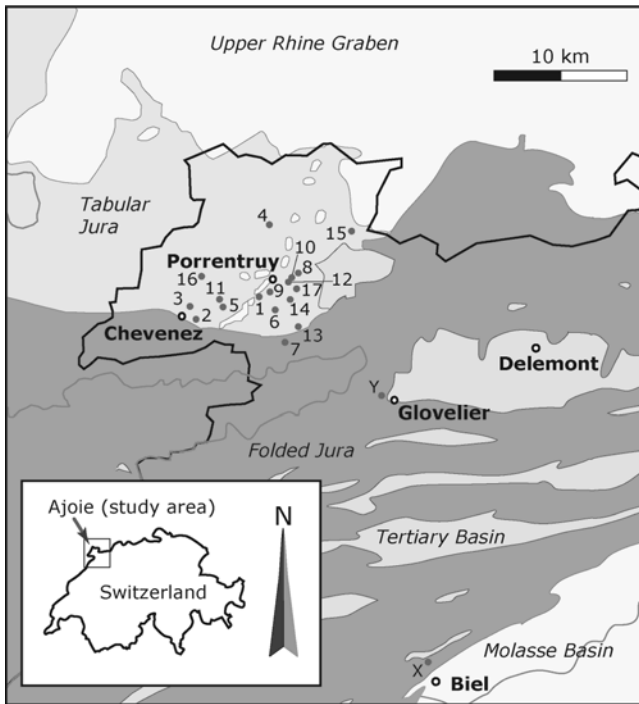 Upper Rhine Graben
10 km
Tabular
Jura
4
15
10
Porrentruy
8
16
12
11
9
17
3
5
1
14
2
6
Chevenez
13
7
Delemont
Y
Glovelier
Folded Jura
Ajoie (study area)
N
Tertiary Basin
Switzerland
Molasse Basin
X
Biel